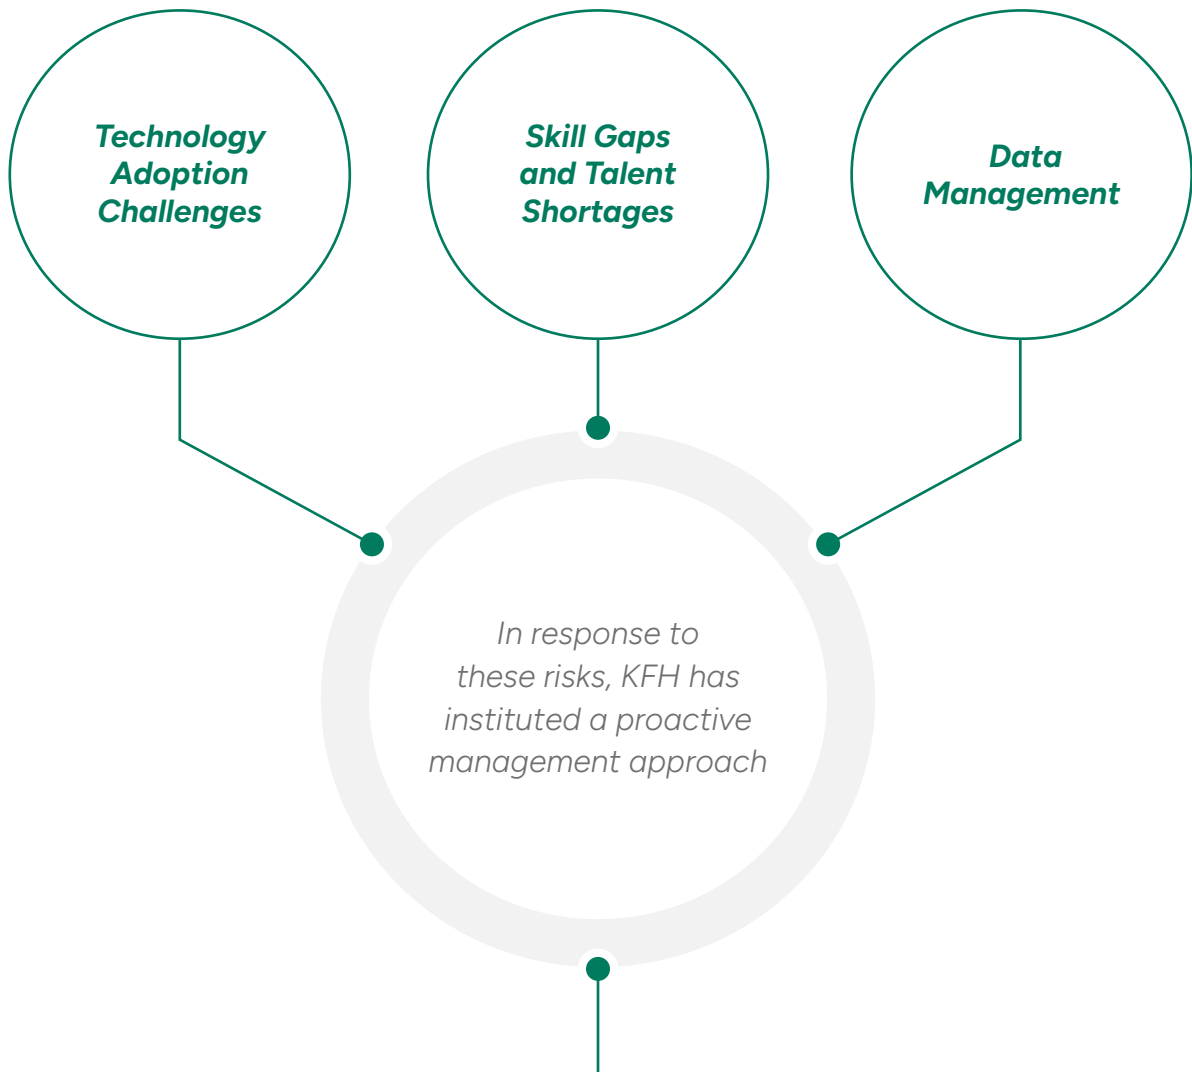 Technology
Adoption
Challenges
Skill Gaps
and Talent
Shortages
Data
Management
In response to
these risks, KFH has
instituted a proactive
management approach